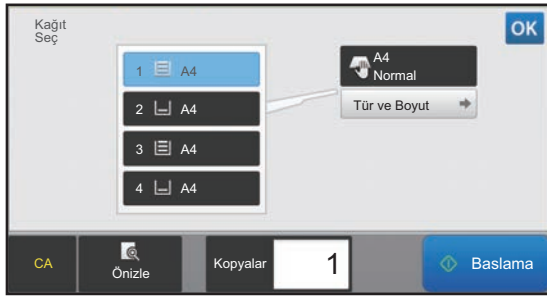 Kağıt
Seç
OK
1 A4
2 A4
3 A4
4 A4
A4
Normal
Tür ve Boyut
CA
Önizle
Kopyalar
1
Baslama